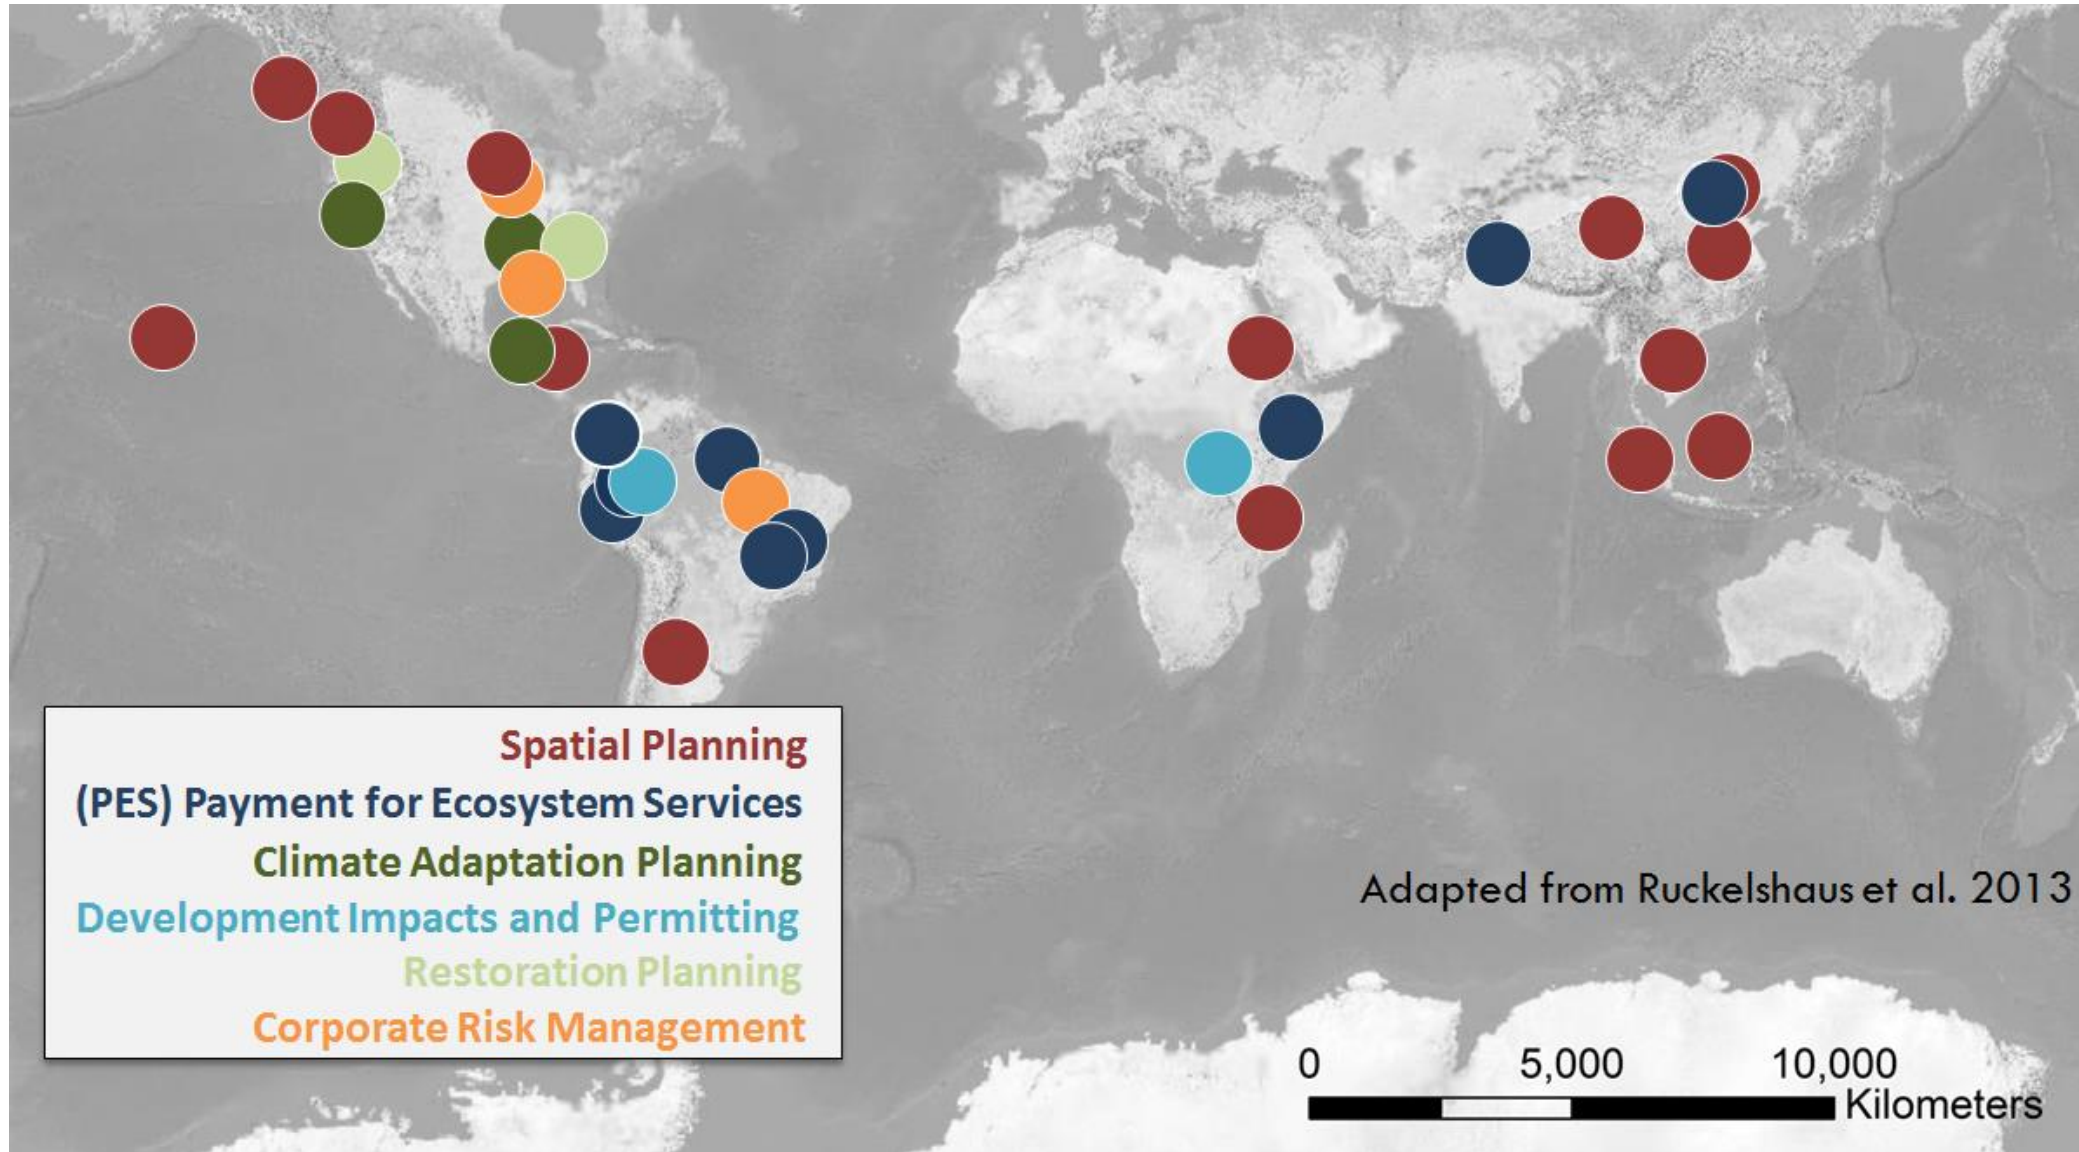 Spatial Planning
(PES) Payment for Ecosystem Services
Climate Adaptation Planning
Development Impacts and Permitting
Restoration Planning
Corporate Risk Management
Adapted from Ruckelshaus et al. 2013
0 5,000 10,000
Kilometers